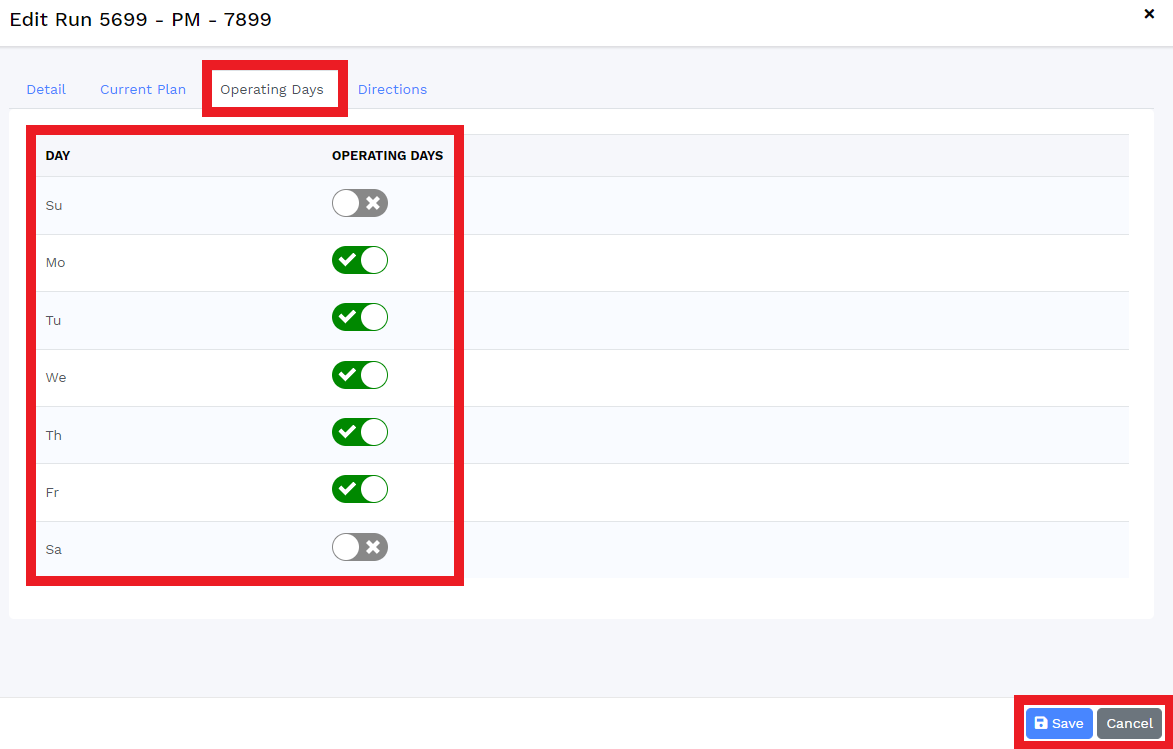 Edit Run 5699 - PM - 7899
Detail Current Plan Operating Days Directions
DAY OPERATING DAYS
Su
Mo
Tu
We
Th
Fr
Sa
Save Cancel